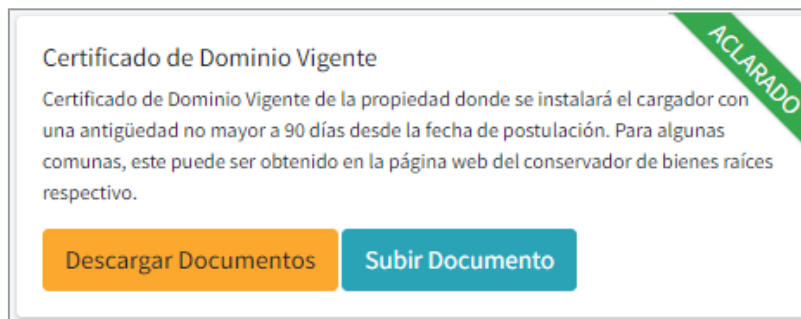 Certificado de Dominio Vigente
ACLARADO
Certificado de Dominio Vigente de la propiedad donde se instalará el cargador con
una antigüedad no mayor a 90 días desde la fecha de postulación. Para algunas
comunas, este puede ser obtenido en la página web del conservador de bienes raíces
respectivo.
Descargar Documentos
Subir Documento